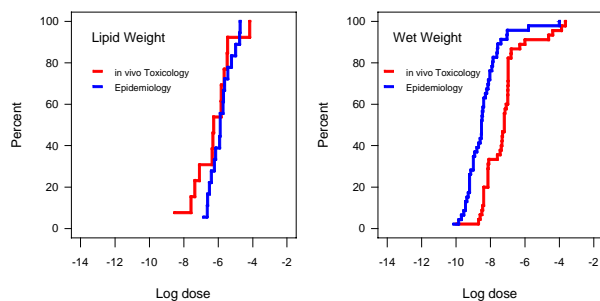 Lipid Weight
in vivo Toxicology
Epidemiology
Percent
100
80
60
40
20
0
-14 -12 -10 -8 -6 -4 -2
Log dose
Wet Weight
in vivo Toxicology
Epidemiology
Percent
100
80
60
40
20
0
-14 -12 -10 -8 -6 -4 -2
Log dose